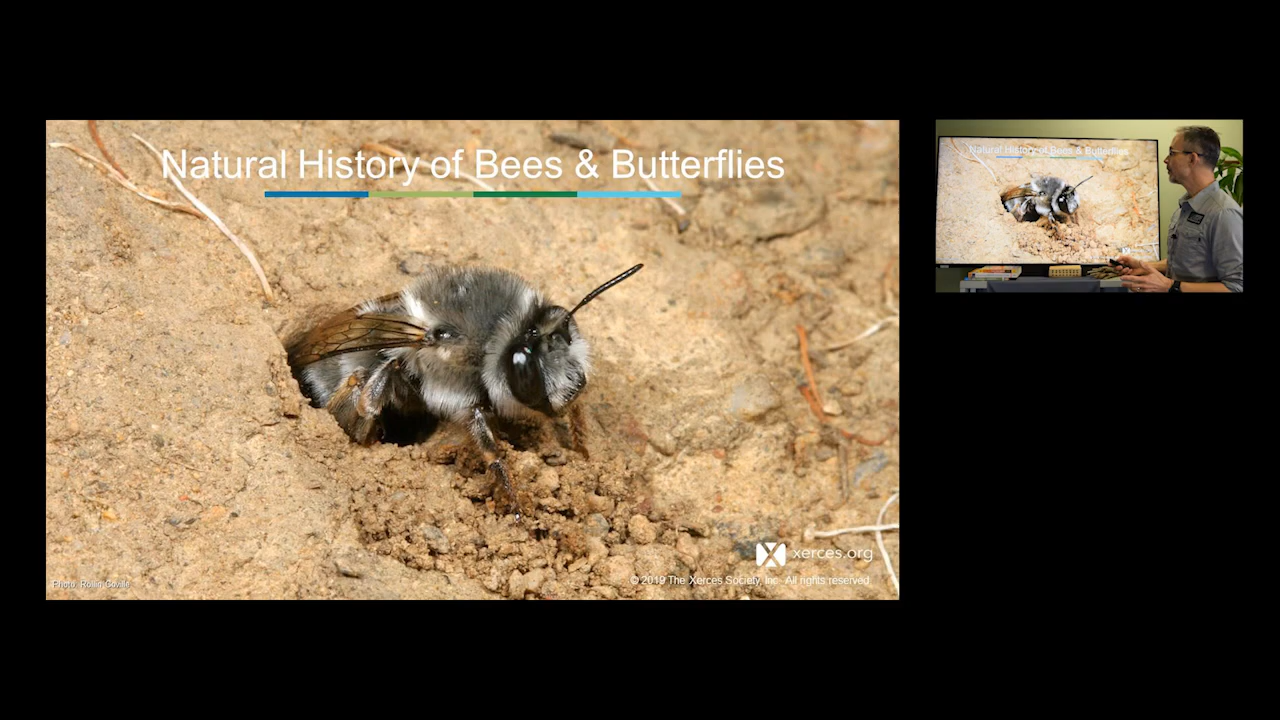 Natural History of Bees & Butterflies
xerces.org
© 2019 The Xerces Society, Inc. All rights reserved.
Photo: Rollin Coville
Natural History of Bees & Butterflies